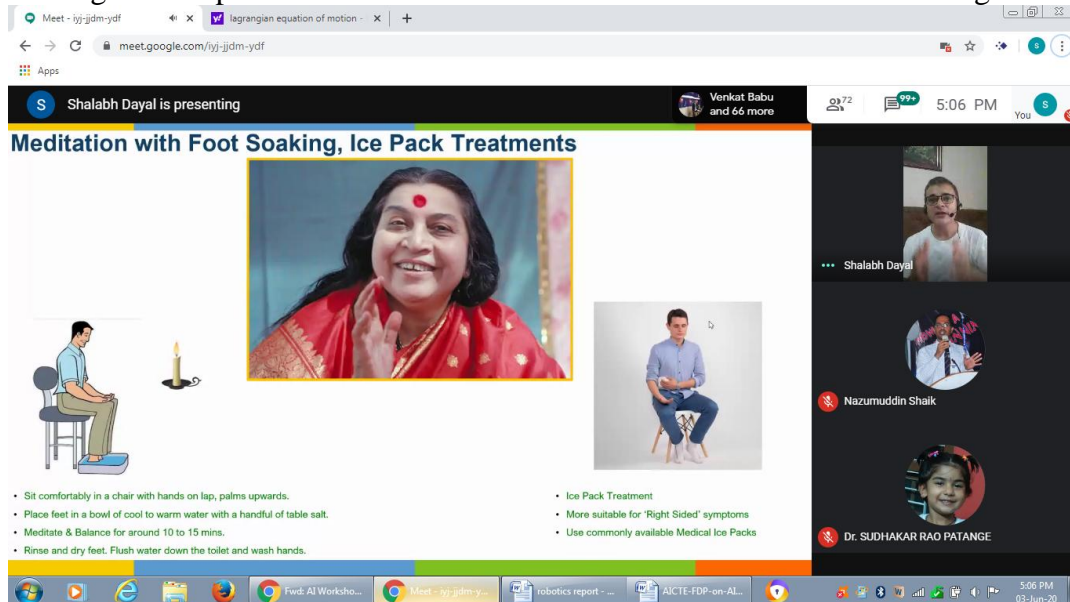 Meet - iyj-jjdm-ydf
lagrangian equation of motion -
meet.google.com/iyj-jjdm-ydf
S
Apps
S
Shalabh Dayal is presenting
Venkat Babu
and 66 more
72
99+
5:06 PM
You
S
Meditation with Foot Soaking, Ice Pack Treatments
Shalabh Dayal
Nazumuddin Shaik
Dr. SUDHAKAR RAO PATANGE
• Sit comfortably in a chair with hands on lap, palms upwards.
• Place feet in a bowl of cool to warm water with a handful of table salt.
• Meditate & Balance for around 10 to 15 mins.
• Rinse and dry feet. Flush water down the toilet and wash hands.
• Ice Pack Treatment
• More suitable for 'Right Sided' symptoms
• Use commonly available Medical Ice Packs
Fwd: AI Worksho...
Meet - iyj-jjdm-y...
robotics report - ...
AICTE-FDP-on-AI...
5:06 PM
03-Jun-20